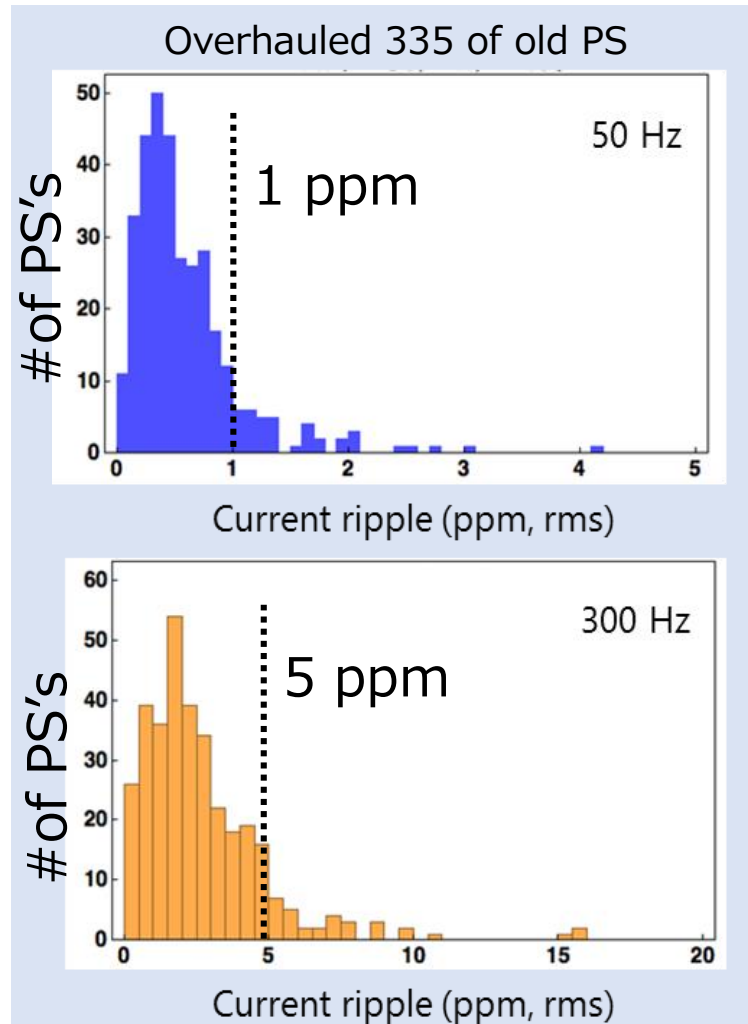 Overhauled 335 of old PS
50
40
30
20
10
0
# of PS's
50 Hz
1 ppm
0 1 2 3 4 5
Current ripple (ppm, rms)
60
50
40
30
20
10
0
# of PS's
300 Hz
5 ppm
0 5 10 15 20
Current ripple (ppm, rms)